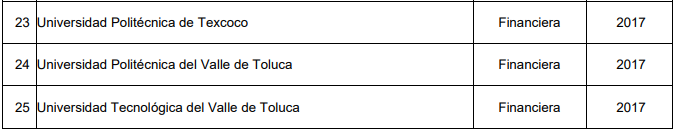 23 Universidad Politécnica de Texcoco Financiera 2017
24 Universidad Politécnica del Valle de Toluca Financiera 2017
25 Universidad Tecnológica del Valle de Toluca Financiera 2017